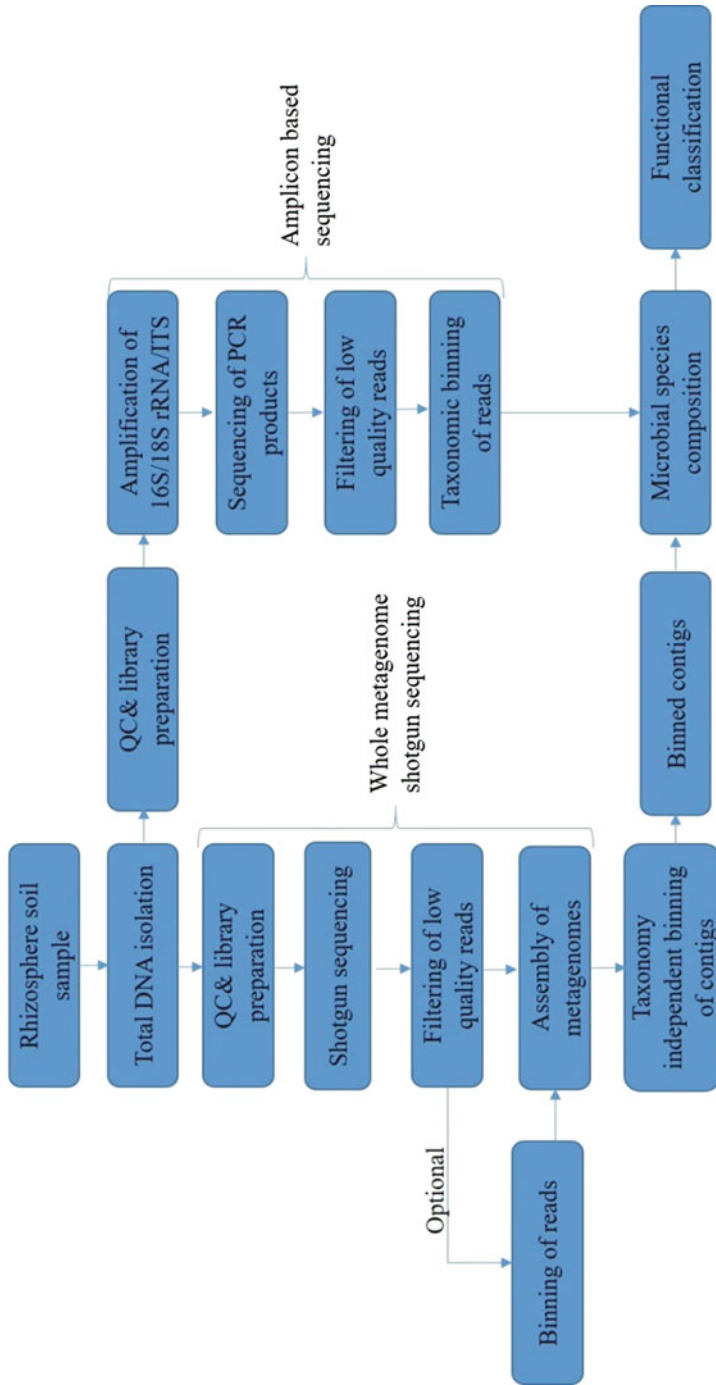 Rhizosphere soil
sample
Total DNA isolation
QC& library
preparation
Shotgun sequencing
Filtering of low
quality reads
Optional
Binning of reads
Assembly of
metagenomes
Whole metagenome
shotgun sequencing
Taxonomy
independent binning
of contigs
Binned contigs
QC& library
preparation
Amplification of
16S/18S rRNA/ITS
Sequencing of PCR
products
Filtering of low
quality reads
Taxonomic binning
of reads
Amplicon based
sequencing
Microbial species
composition
Functional
classification